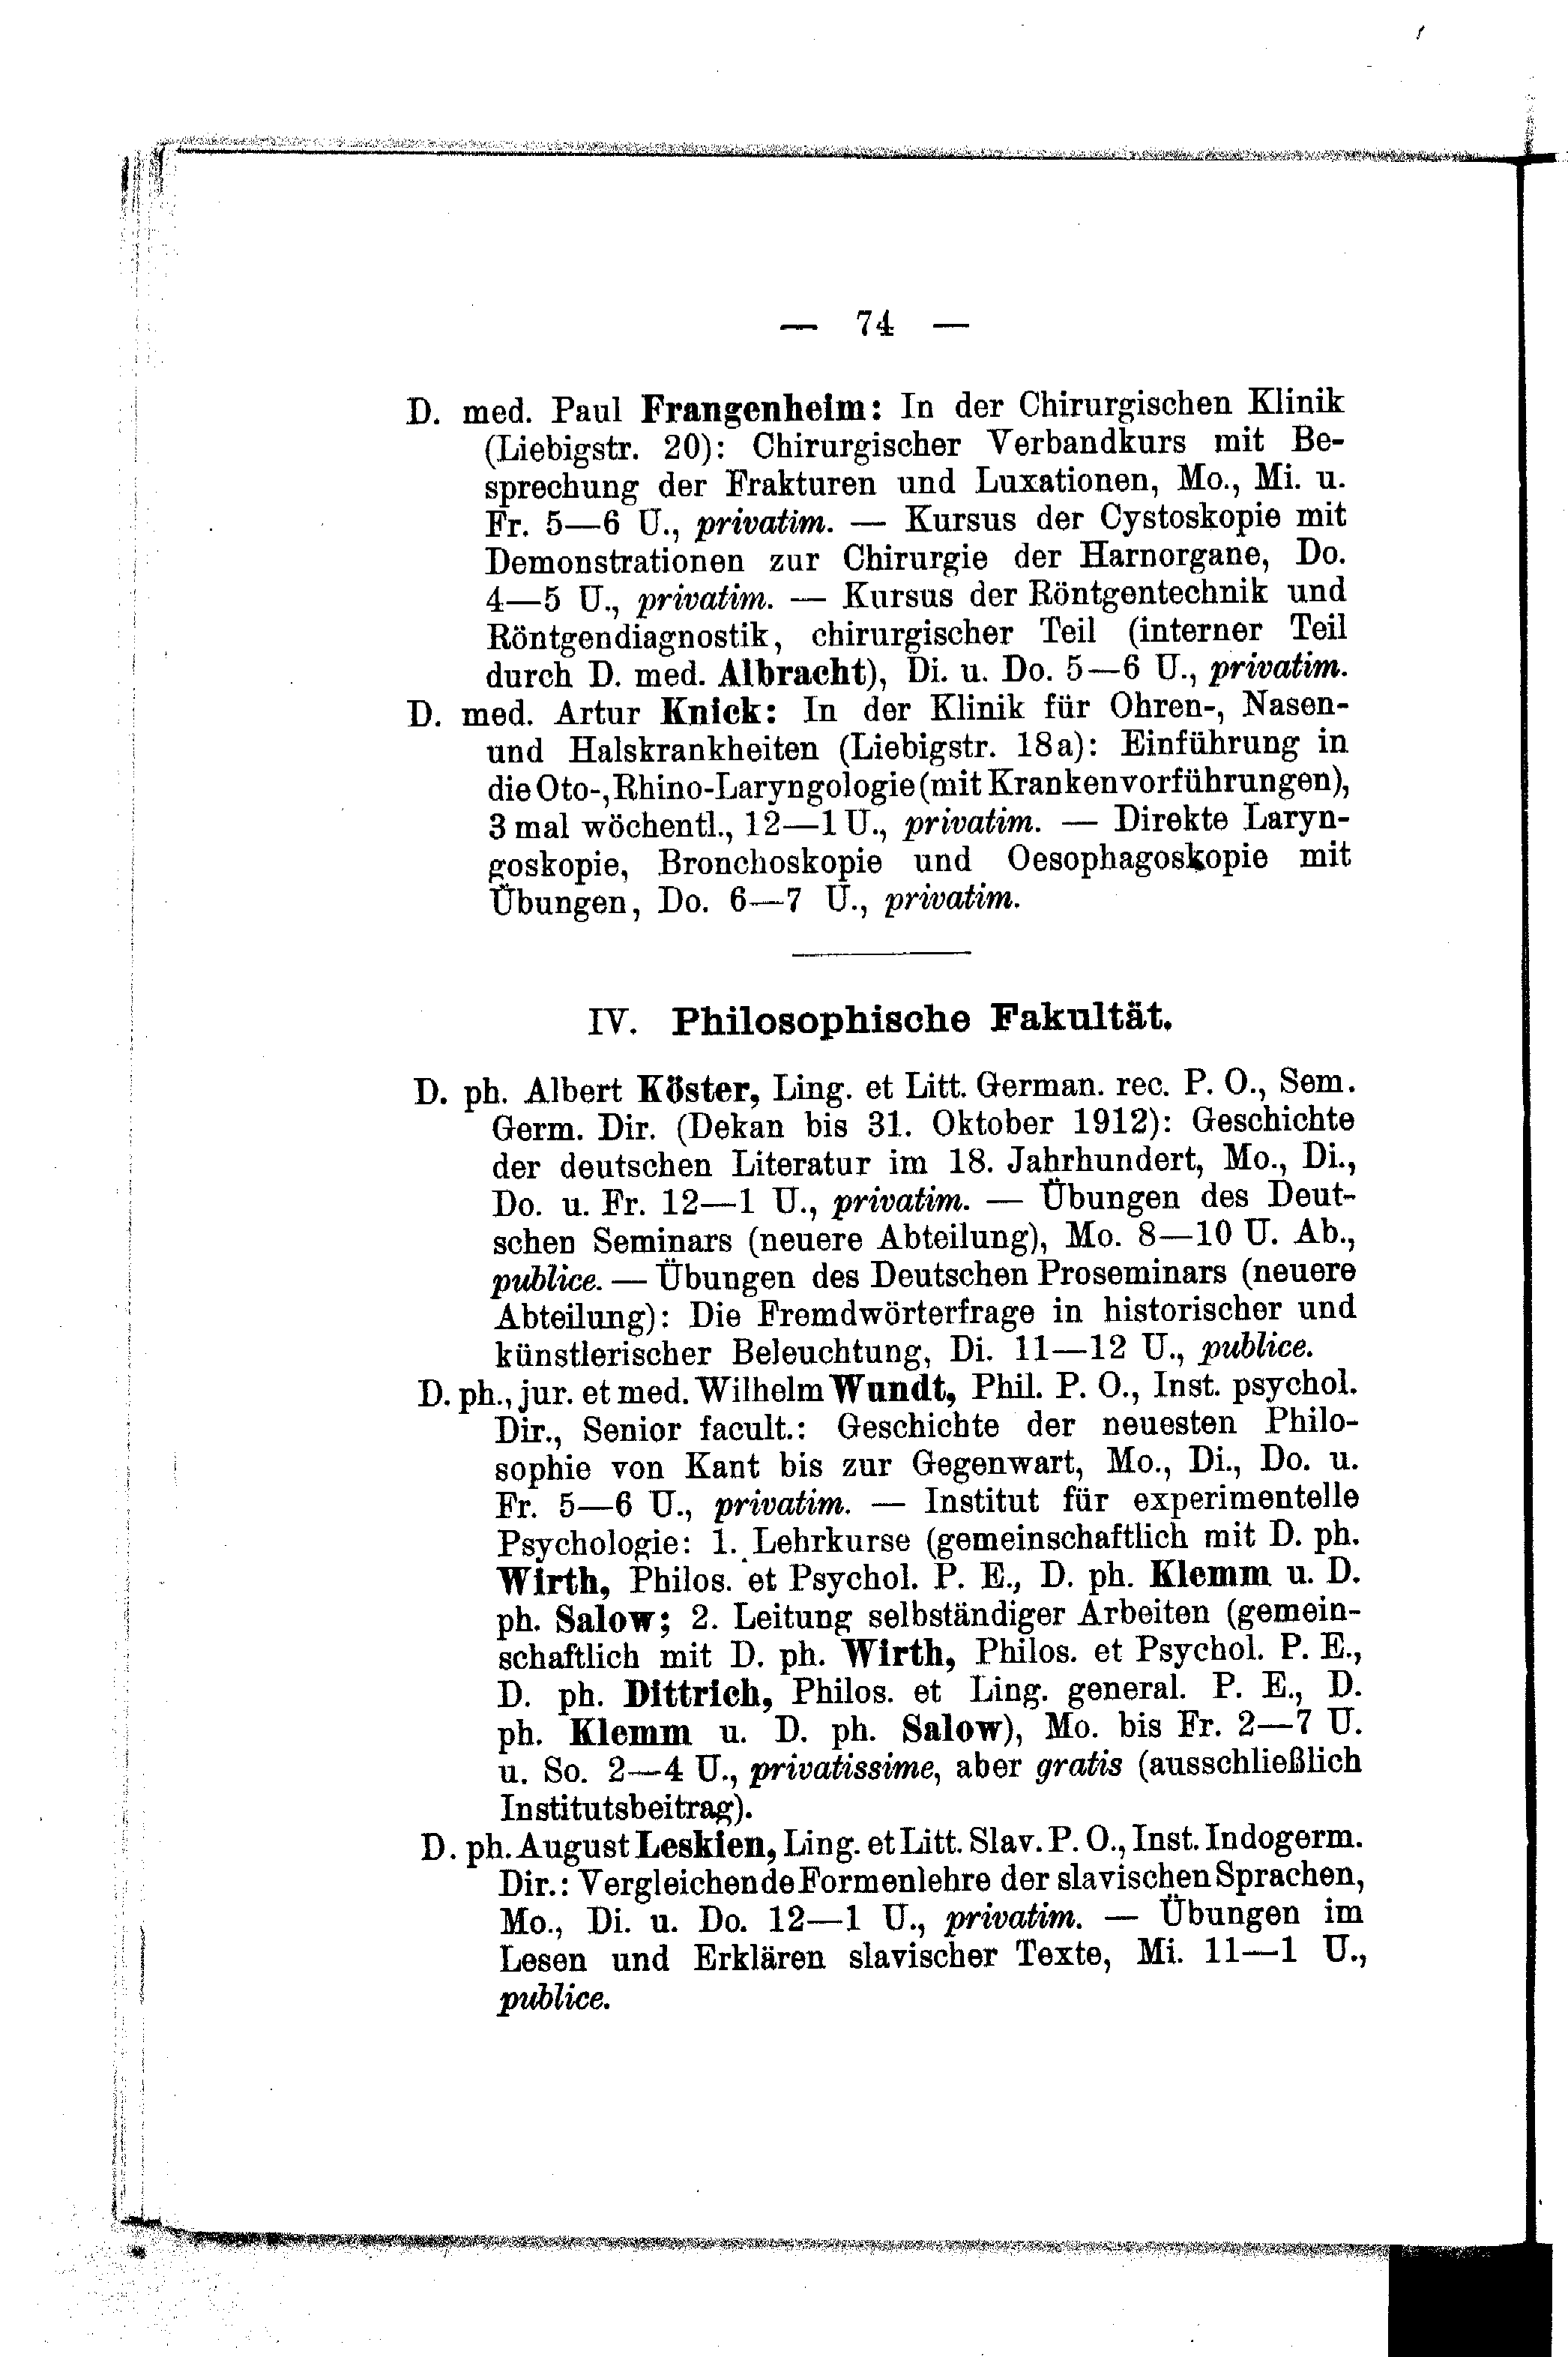 — 74 —
D. med. Paul Frangenheim: In der Chirurgischen Klinik
(Liebigstr. 20): Chirurgischer Verbandkurs mit Be-
sprechung der Frakturen und Luxationen, Mo., Mi. u.
Fr. 5—6 U., privatim. — Kursus der Cystoskopie mit
Demonstrationen zur Chirurgie der Harnorgane, Do.
4—5 U., privatim. — Kursus der Röntgentechnik und
Röntgendiagnostik, chirurgischer Teil (interner Teil
durch D. med. Albracht), Di. u. Do. 5—6 U., privatim.
D. med. Artur Knick: In der Klinik für Ohren-, Nasen-
und Halskrankheiten (Liebigstr. 18a): Einführung in
die Oto-, Rhino-Laryngologie (mit Krankenvorführungen),
3 mal wöchentl., 12—1 U., privatim. — Direkte Laryn-
goskopie, Bronchoskopie und Oesophagoskopie mit
Übungen, Do. 6—7 U., privatim.
IV. Philosophische Fakultät.
D. ph. Albert Köster, Ling. et Litt. German. rec. P. O., Sem.
Germ. Dir. (Dekan bis 31. Oktober 1912): Geschichte
der deutschen Literatur im 18. Jahrhundert, Mo., Di.,
Do. u. Fr. 12—1 U., privatim. — Übungen des Deut-
schen Seminars (neuere Abteilung), Mo. 8—10 U. Ab.,
publice. — Übungen des Deutschen Proseminars (neuere
Abteilung): Die Fremdwörterfrage in historischer und
künstlerischer Beleuchtung, Di. 11—12 U., publice.
D. ph., jur. et med. Wilhelm Wundt, Phil. P. O., Inst. psychol.
Dir., Senior facult.: Geschichte der neuesten Philo-
sophie von Kant bis zur Gegenwart, Mo., Di., Do. u.
Fr. 5—6 U., privatim. — Institut für experimentelle
Psychologie: 1. Lehrkurse (gemeinschaftlich mit D. ph.
Wirth, Philos. et Psychol. P. E., D. ph. Klemm u. D.
ph. Salow; 2. Leitung selbständiger Arbeiten (gemein-
schaftlich mit D. ph. Wirth, Philos. et Psychol. P. E.,
D. ph. Dittrich, Philos. et Ling. general. P. E., D.
ph. Klemm u. D. ph. Salow), Mo. bis Fr. 2—7 U.
u. So. 2—4 U., privatissime, aber gratis (ausschließlich
Institutsbeitrag).
D. ph. August Leskien, Ling. et Litt. Slav. P. O., Inst. Indogerm.
Dir.: Vergleichende Formenlehre der slavischen Sprachen,
Mo., Di. u. Do. 12—1 U., privatim. — Übungen im
Lesen und Erklären slavischer Texte, Mi. 11—1 U.,
publice.